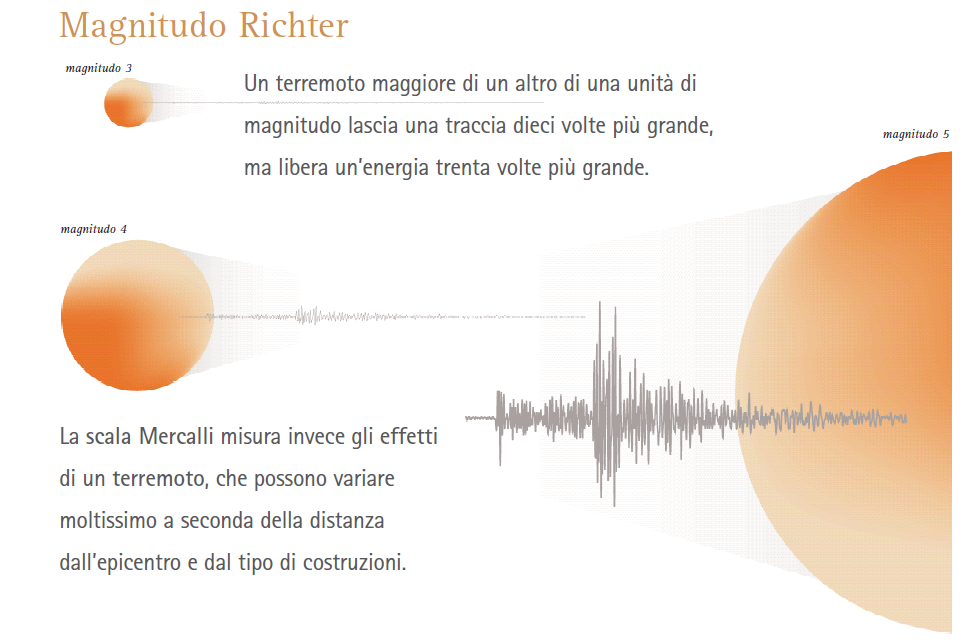 Magnitudo Richter
magnitudo 3
Un terremoto maggiore di un altro di una unità di
magnitudo lascia una traccia dieci volte più grande,
ma libera un'energia trenta volte più grande.
magnitudo 5
magnitudo 4
La scala Mercalli misura invece gli effetti
di un terremoto, che possono variare
moltissimo a seconda della distanza
dall'epicentro e dal tipo di costruzioni.